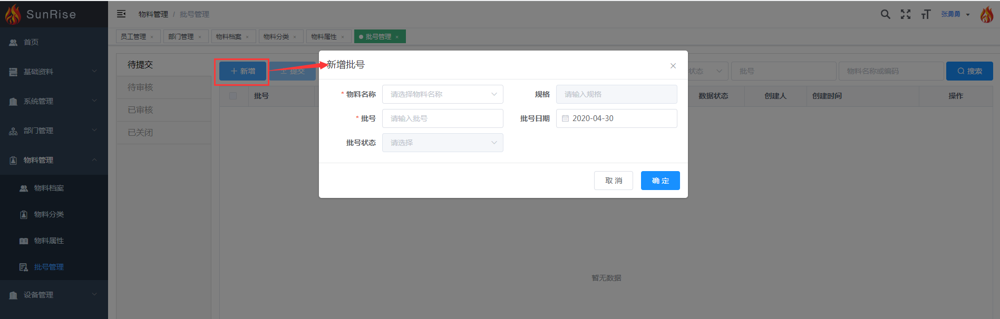 SunRise
物料管理 / 批号管理
张勇勇
员工管理 ×
部门管理 ×
物料档案 ×
物料分类 ×
物料属性 ×
批号管理 ×
首页
基础资料
系统管理
部门管理
物料管理
物料档案
物料分类
物料属性
批号管理
设备管理
待提交
待审核
已审核
已关闭
新增
提交
状态
批号
物料名称或编码
搜索
批号
数据状态
创建人
创建时间
操作
暂无数据
新增批号
* 物料名称 请选择物料名称
规格 请输入规格
* 批号 请输入批号
批号日期 2020-04-30
批号状态 请选择
取 消
确 定